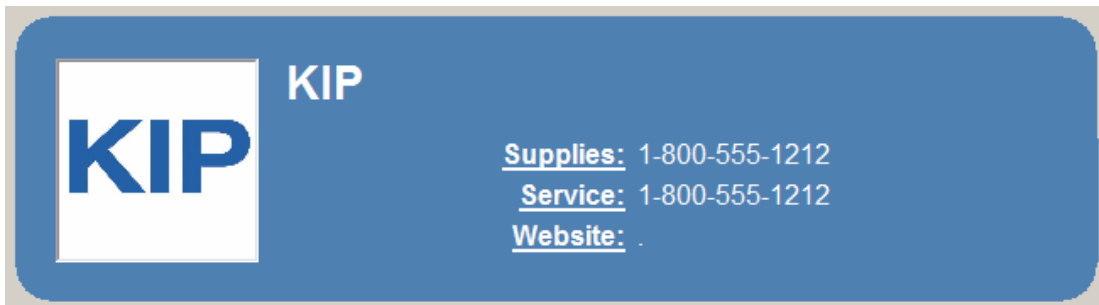 KIP
KIP
Supplies: 1-800-555-1212
Service: 1-800-555-1212
Website: .